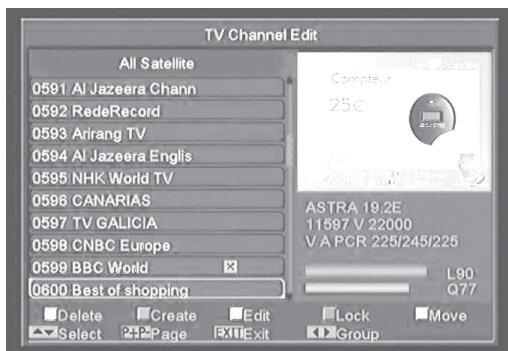 TV Channel Edit
All Satellite
0591 Al Jazeera Chann
0592 RedeRecord
0593 Arirang TV
0594 Al Jazeera Englis
0595 NHK World TV
0596 CANARIAS
0597 TV GALICIA
0598 CNBC Europe
0599 BBC World
0600 Best of shopping
Compteur
25€
ASTRA 19.2E
11597 V 22000
V A PCR 225/245/225
L90
Q77
Delete Create Edit Lock Move
Select P+P- Page EXIT Exit Group